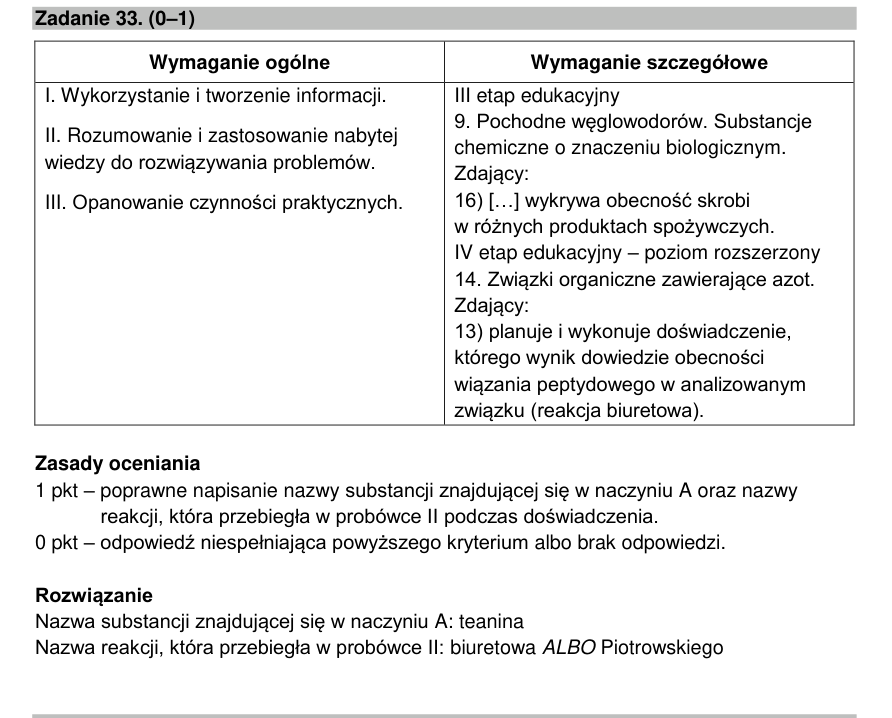 Zadanie 33. (0–1)
Wymaganie ogólne
Wymaganie szczegółowe
I. Wykorzystanie i tworzenie informacji.
II. Rozumowanie i zastosowanie nabytej
wiedzy do rozwiązywania problemów.
III. Opanowanie czynności praktycznych.
III etap edukacyjny
9. Pochodne węglowodorów. Substancje
chemiczne o znaczeniu biologicznym.
Zdający:
16) […] wykrywa obecność skrobi
w różnych produktach spożywczych.
IV etap edukacyjny – poziom rozszerzony
14. Związki organiczne zawierające azot.
Zdający:
13) planuje i wykonuje doświadczenie,
którego wynik dowiedzie obecności
wiązania peptydowego w analizowanym
związku (reakcja biuretowa).
Zasady oceniania
1 pkt – poprawne napisanie nazwy substancji znajdującej się w naczyniu A oraz nazwy
reakcji, która przebiegła w probówce II podczas doświadczenia.
0 pkt – odpowiedź niespełniająca powyższego kryterium albo brak odpowiedzi.
Rozwiązanie
Nazwa substancji znajdującej się w naczyniu A: teanina
Nazwa reakcji, która przebiegła w probówce II: biuretowa ALBO Piotrowskiego